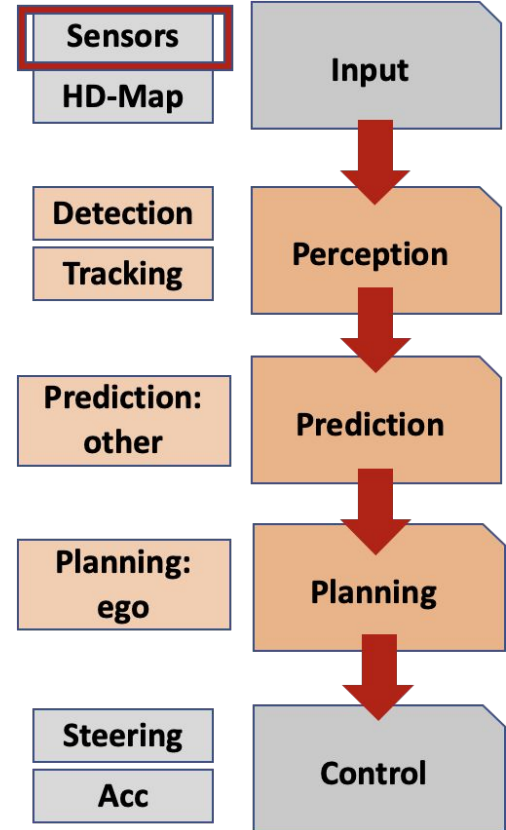 Sensors
HD-Map
Input
Detection
Tracking
Perception
Prediction:
other
Prediction
Planning:
ego
Planning
Steering
Acc
Control